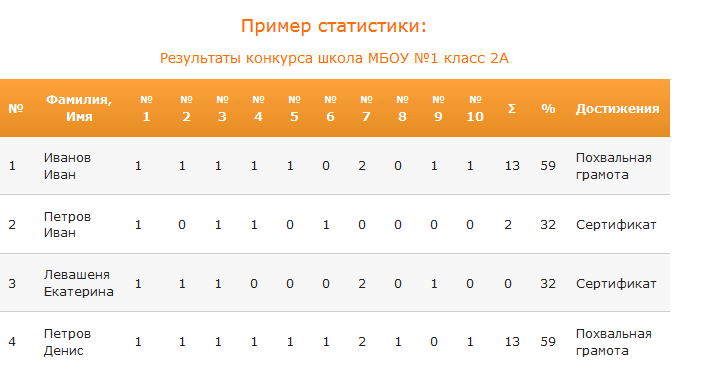 Пример статистики:
Результаты конкурса школа МБОУ №1 класс 2А
№ Фамилия, Имя № 1 № 2 № 3 № 4 № 5 № 6 № 7 № 8 № 9 № 10 Σ % Достижения
1 Иванов Иван 1 1 1 1 1 0 2 0 1 1 13 59 Похвальная грамота
2 Петров Иван 1 0 1 1 0 1 0 0 0 0 2 32 Сертификат
3 Левашеня Екатерина 1 1 1 0 0 0 2 0 1 0 0 32 Сертификат
4 Петров Денис 1 1 1 1 1 1 2 1 0 1 13 59 Похвальная грамота